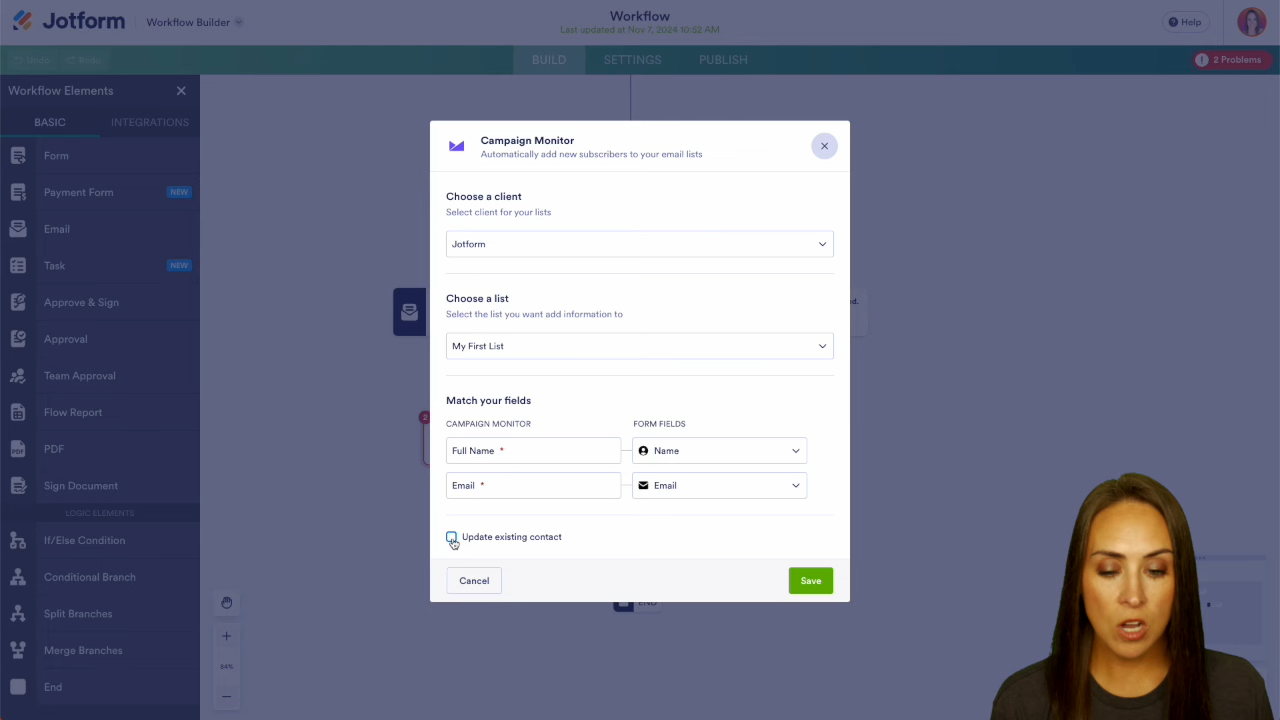 Jotform
Workflow Builder
Workflow
Last updated at Nov 7, 2024 10:52 AM
Help
Undo
Redo
BUILD
SETTINGS
PUBLISH
2 Problems
Workflow Elements
BASIC
INTEGRATIONS
Form
Payment Form
NEW
Email
Task
NEW
Approve & Sign
Approval
Team Approval
Flow Report
PDF
PDF
Sign Document
LOGIC ELEMENTS
If/Else Condition
Conditional Branch
Split Branches
Merge Branches
End
Campaign Monitor
Automatically add new subscribers to your email lists
Choose a client
Select client for your lists
Jotform
Choose a list
Select the list you want add information to
My First List
Match your fields
CAMPAIGN MONITOR
FORM FIELDS
Full Name *
Name
Email *
Email
Update existing contact
Cancel
Save
ed.
2
END
64%